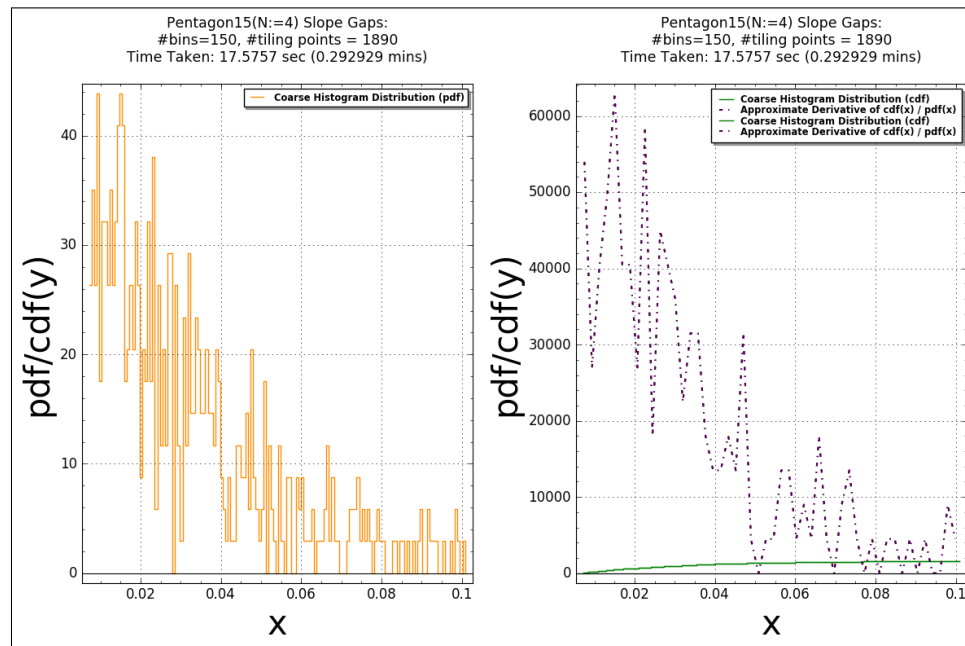 Pentagon15(N:=4) Slope Gaps:
#bins=150, #tiling points = 1890
Time Taken: 17.5757 sec (0.292929 mins)
Coarse Histogram Distribution (pdf)
40
30
20
10
0
0.02
0.04
0.06
0.08
0.1
pdf/cdf(y)
x
Pentagon15(N:=4) Slope Gaps:
#bins=150, #tiling points = 1890
Time Taken: 17.5757 sec (0.292929 mins)
Coarse Histogram Distribution (cdf)
Approximate Derivative of cdf(x) / pdf(x)
Coarse Histogram Distribution (cdf)
Approximate Derivative of cdf(x) / pdf(x)
60000
50000
40000
30000
20000
10000
0
0.02
0.04
0.06
0.08
0.1
pdf/cdf(y)
x